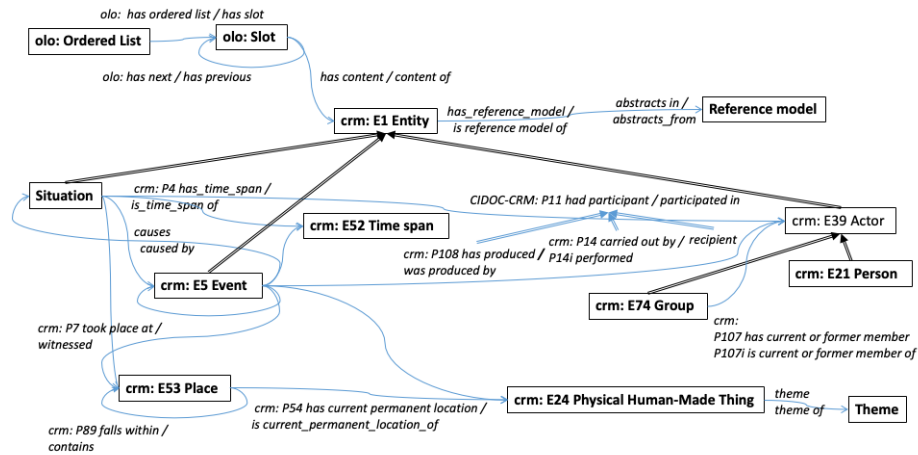 olo:  has ordered list / has slot
olo: Ordered List
olo: Slot
olo: has next / has previous
has content / content of
crm: E1 Entity
has_reference_model /
is reference model of
abstracts in /
abstracts_from
Reference model
Situation
crm: P4 has_time_span /
is_time_span of
CIDOC-CRM: P11 had participant / participated in
crm: E39 Actor
crm: E52 Time span
causes
caused by
crm: P108 has produced /
was produced by
crm: P14 carried out by /
P14i performed
recipient
crm: E21 Person
crm: E5 Event
crm: E74 Group
crm:
P107 has current or former member
P107i is current or former member of
crm: P7 took place at /
witnessed
crm: E53 Place
crm: P54 has current permanent location /
is current_permanent_location_of
crm: E24 Physical Human-Made Thing
theme
theme of
Theme
crm: P89 falls within /
contains